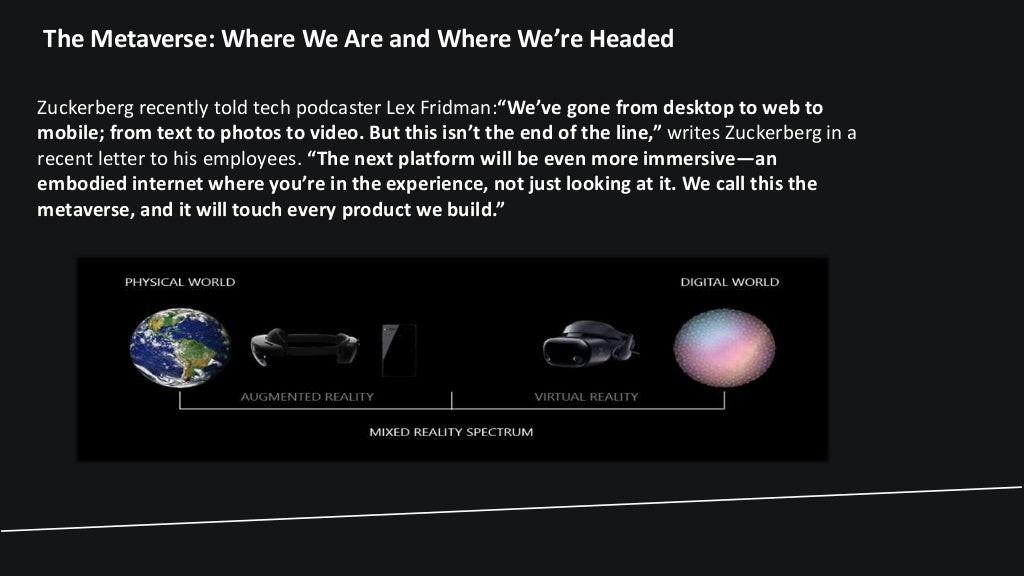 The Metaverse: Where We Are and Where We’re Headed
Zuckerberg recently told tech podcaster Lex Fridman:“We’ve gone from desktop to web to
mobile; from text to photos to video. But this isn’t the end of the line,” writes Zuckerberg in a
recent letter to his employees. “The next platform will be even more immersive—an
embodied internet where you’re in the experience, not just looking at it. We call this the
metaverse, and it will touch every product we build.”
PHYSICAL WORLD
DIGITAL WORLD
AUGMENTED REALITY
VIRTUAL REALITY
MIXED REALITY SPECTRUM